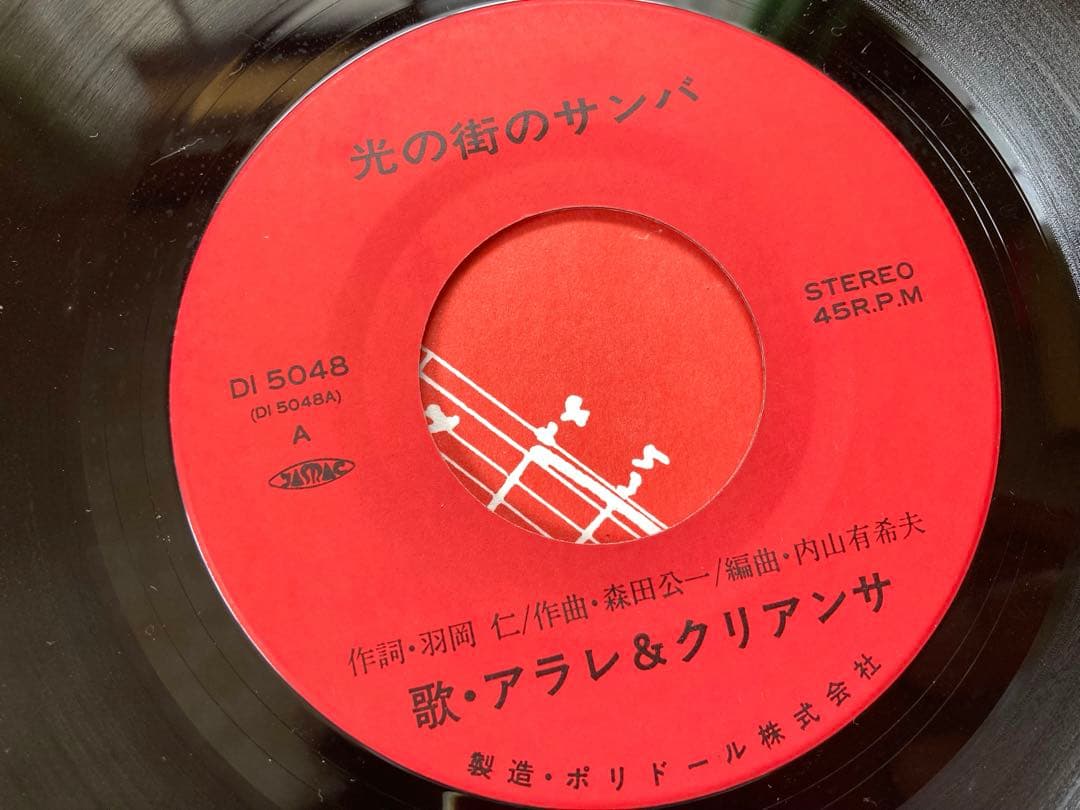 光の街のサンバ
STEREO
45R.P.M
DI 5048
(DI 5048A)
A
JASRAC
作詞・羽岡 仁/作曲・森田公一/編曲・内山有希夫
歌・アラレ&クリアンサ
製造・ポリドール株式会社